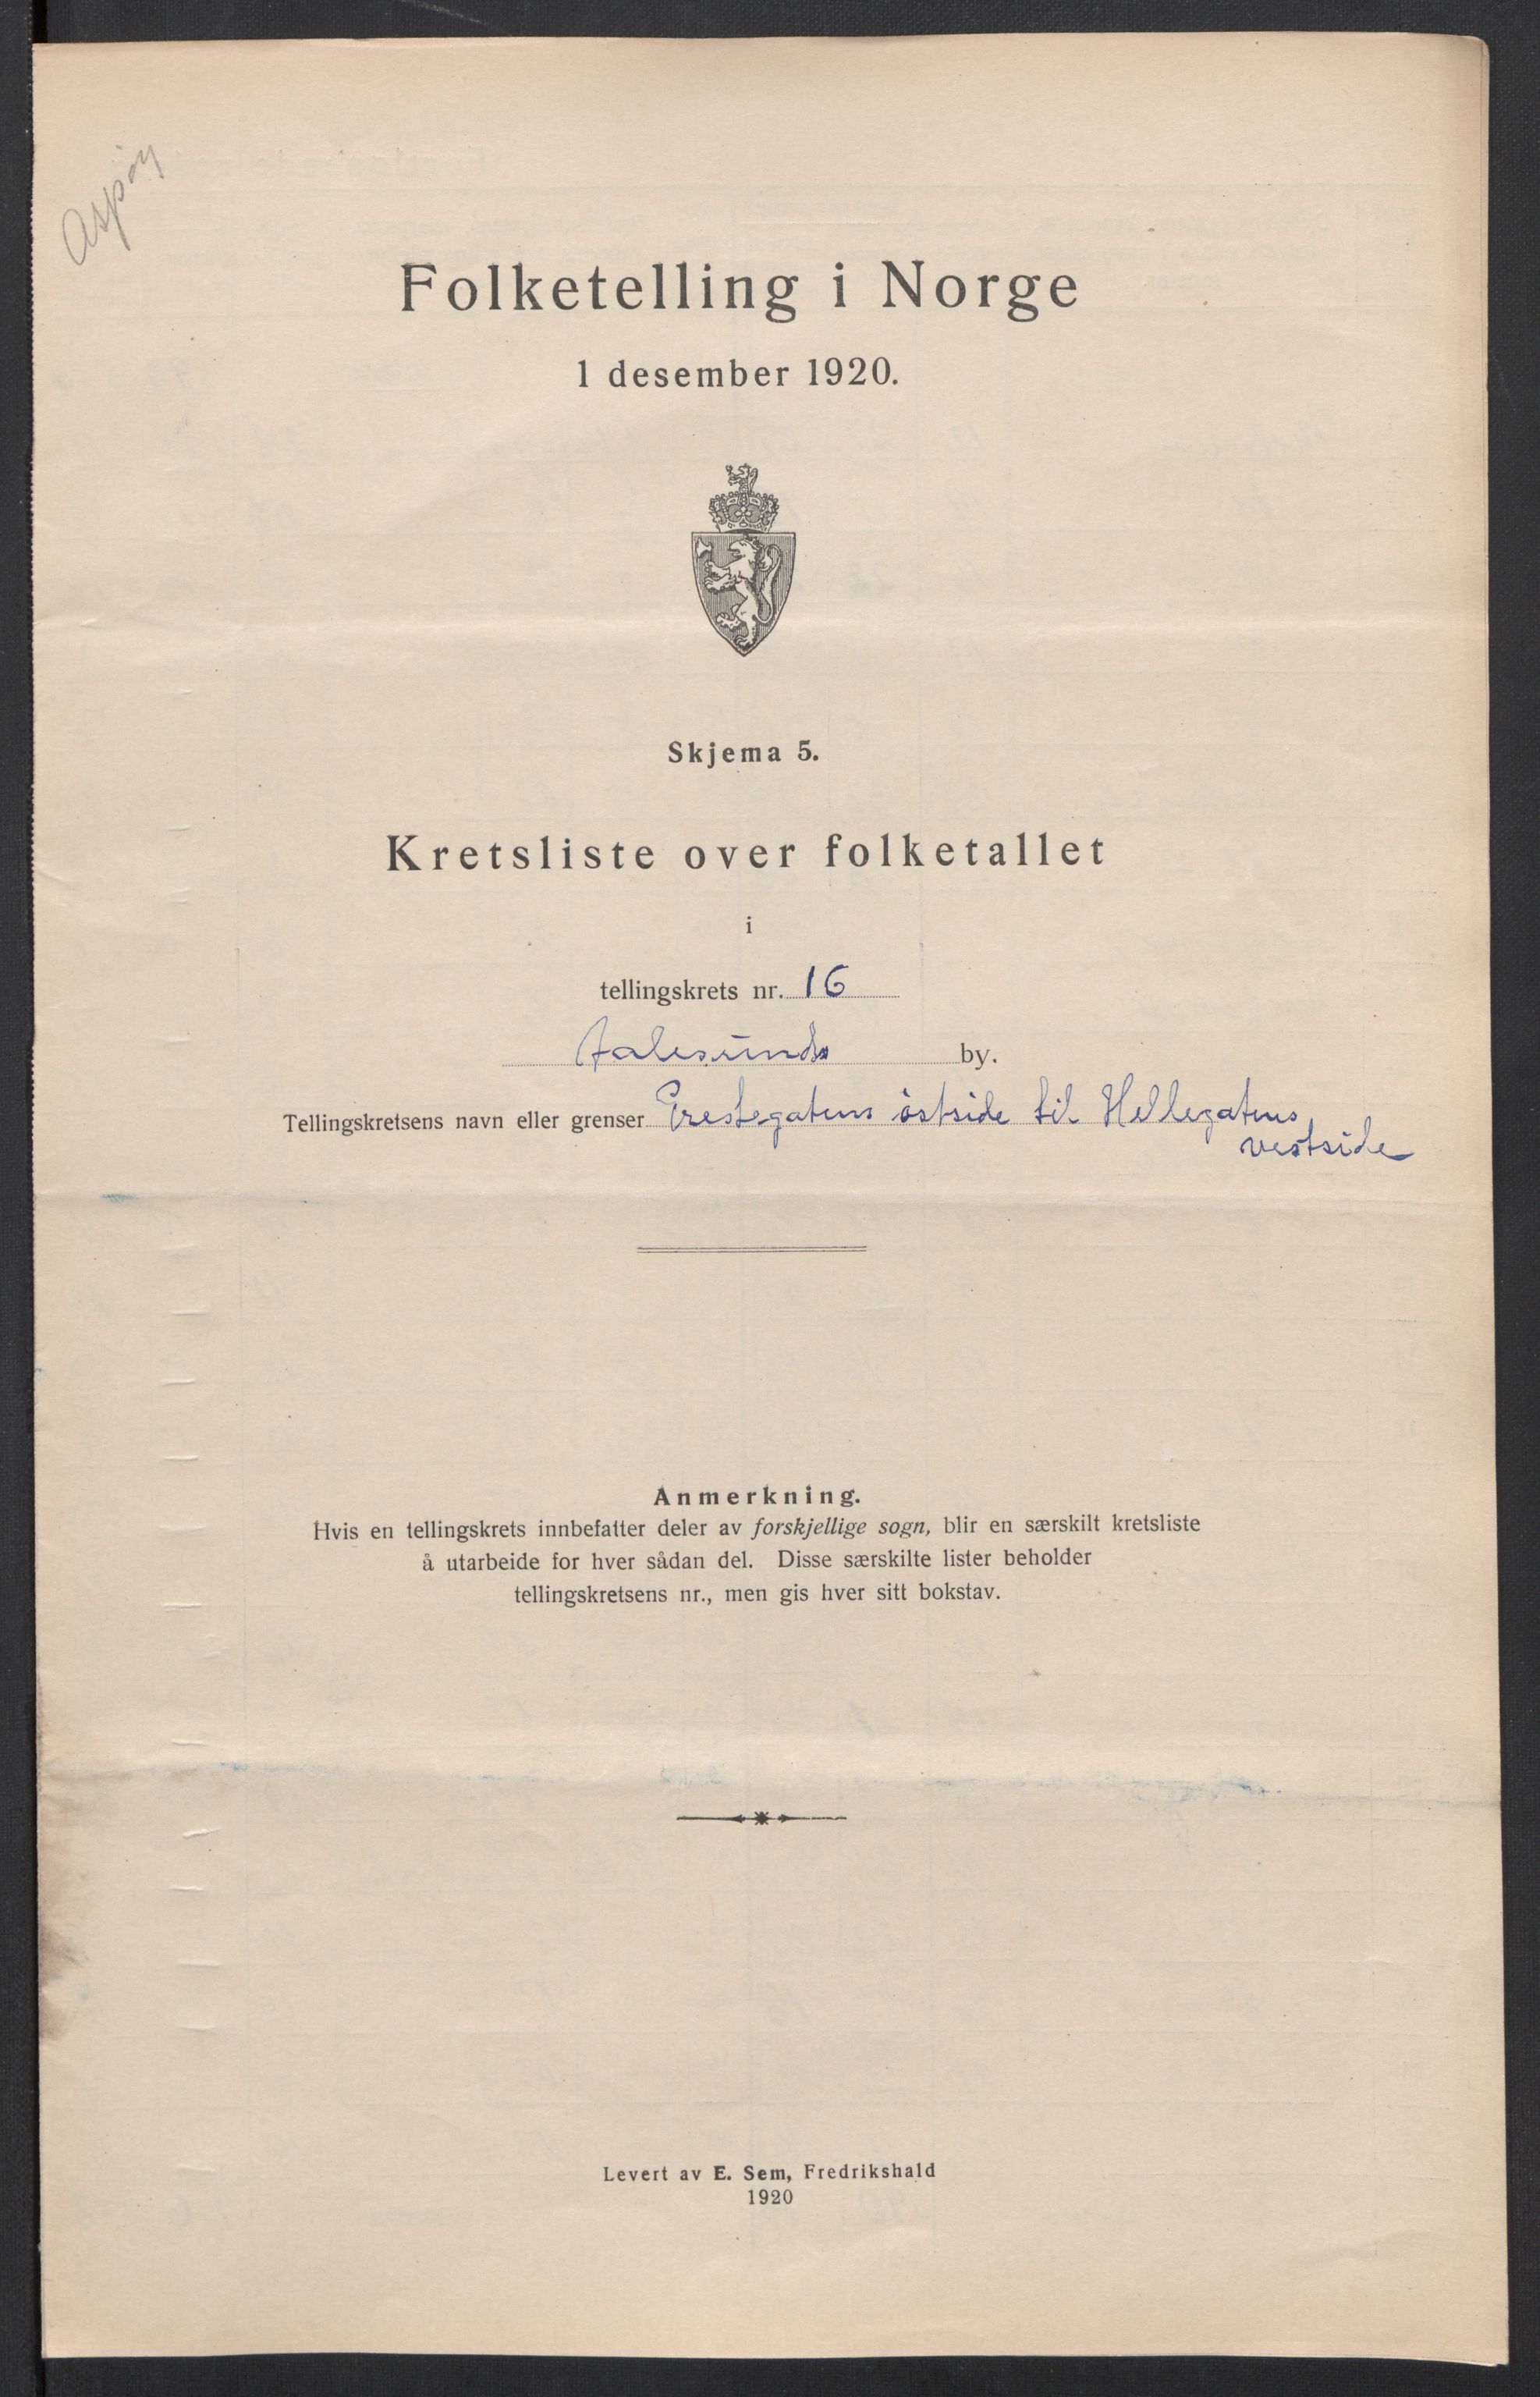 Aspøy
Folketelling i Norge
1 desember 1920.
Skjema 5.
Kretsliste over folketallet
i
tellingskrets nr. 16
Aalesunds by.
Tellingskretsens navn eller grenser Prestegatens østside til Hellegatens
vestside
Anmerkning.
Hvis en tellingskrets innbefatter deler av forskjellige sogn, blir en særskilt kretsliste
å utarbeide for hver sådan del. Disse særskilte lister beholder
tellingskretsens nr., men gis hver sitt bokstav.
Levert av E. Sem, Fredrikshald
1920